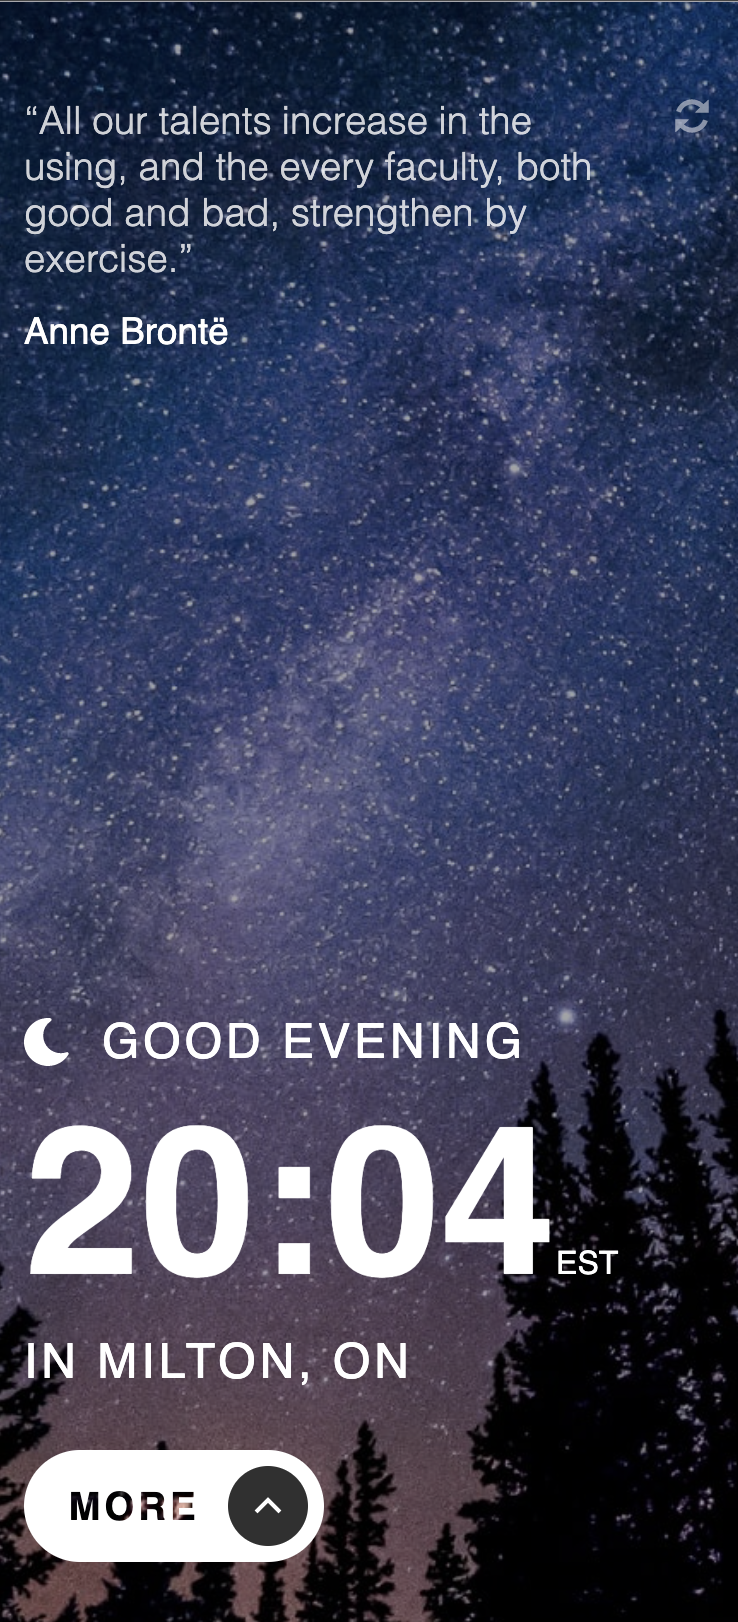 “All our talents increase in the
using, and the every faculty, both
good and bad, strengthen by
exercise.”
Anne Brontë
GOOD EVENING
20:04 EST
IN MILTON, ON
MORE